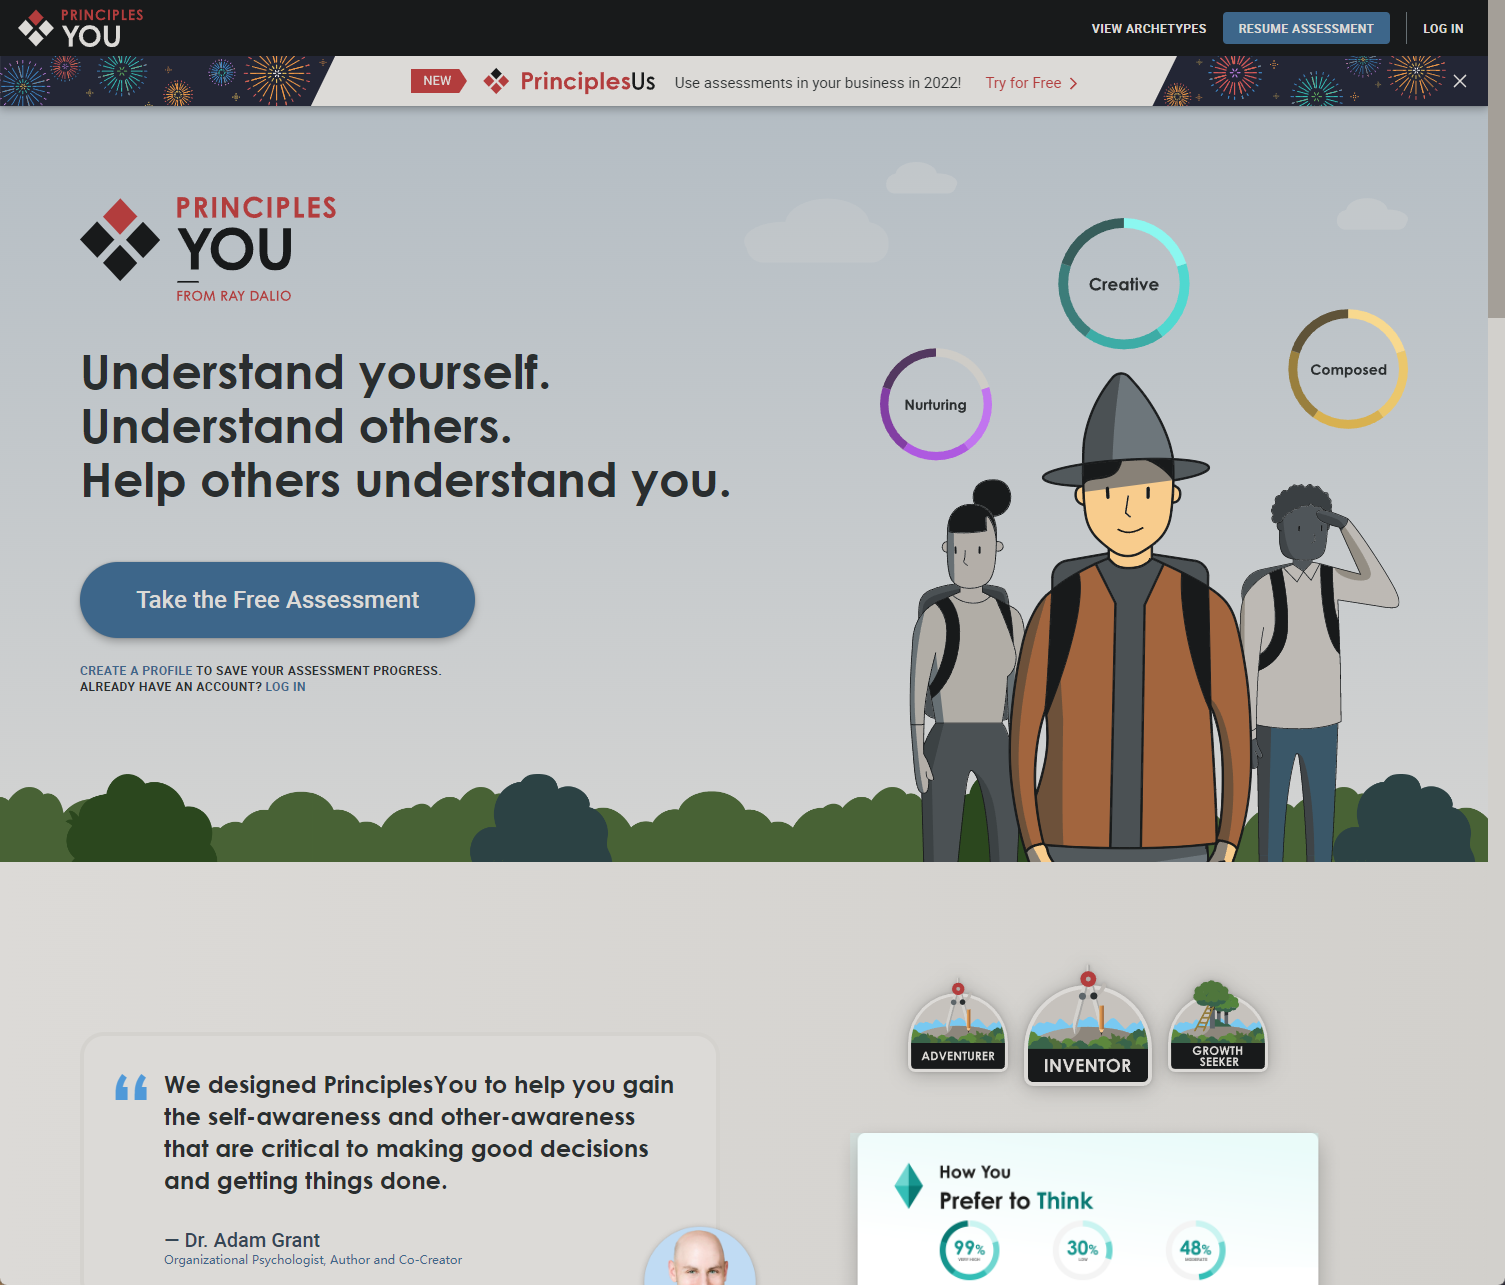 PRINCIPLES
YOU
VIEW ARCHETYPES
RESUME ASSESSMENT
LOG IN
NEW
PrinciplesUs
Use assessments in your business in 2022!
Try for Free
PRINCIPLES
YOU
FROM RAY DALIO
Understand yourself.
Understand others.
Help others understand you.
Take the Free Assessment
CREATE A PROFILE TO SAVE YOUR ASSESSMENT PROGRESS.
ALREADY HAVE AN ACCOUNT? LOG IN
Creative
Nurturing
Composed
We designed PrinciplesYou to help you gain
the self-awareness and other-awareness
that are critical to making good decisions
and getting things done.
— Dr. Adam Grant
Organizational Psychologist, Author and Co-Creator
ADVENTURER
INVENTOR
GROWTH
SEEKER
How You
Prefer to Think
99%
VERY HIGH
30%
LOW
48%
MODERATE